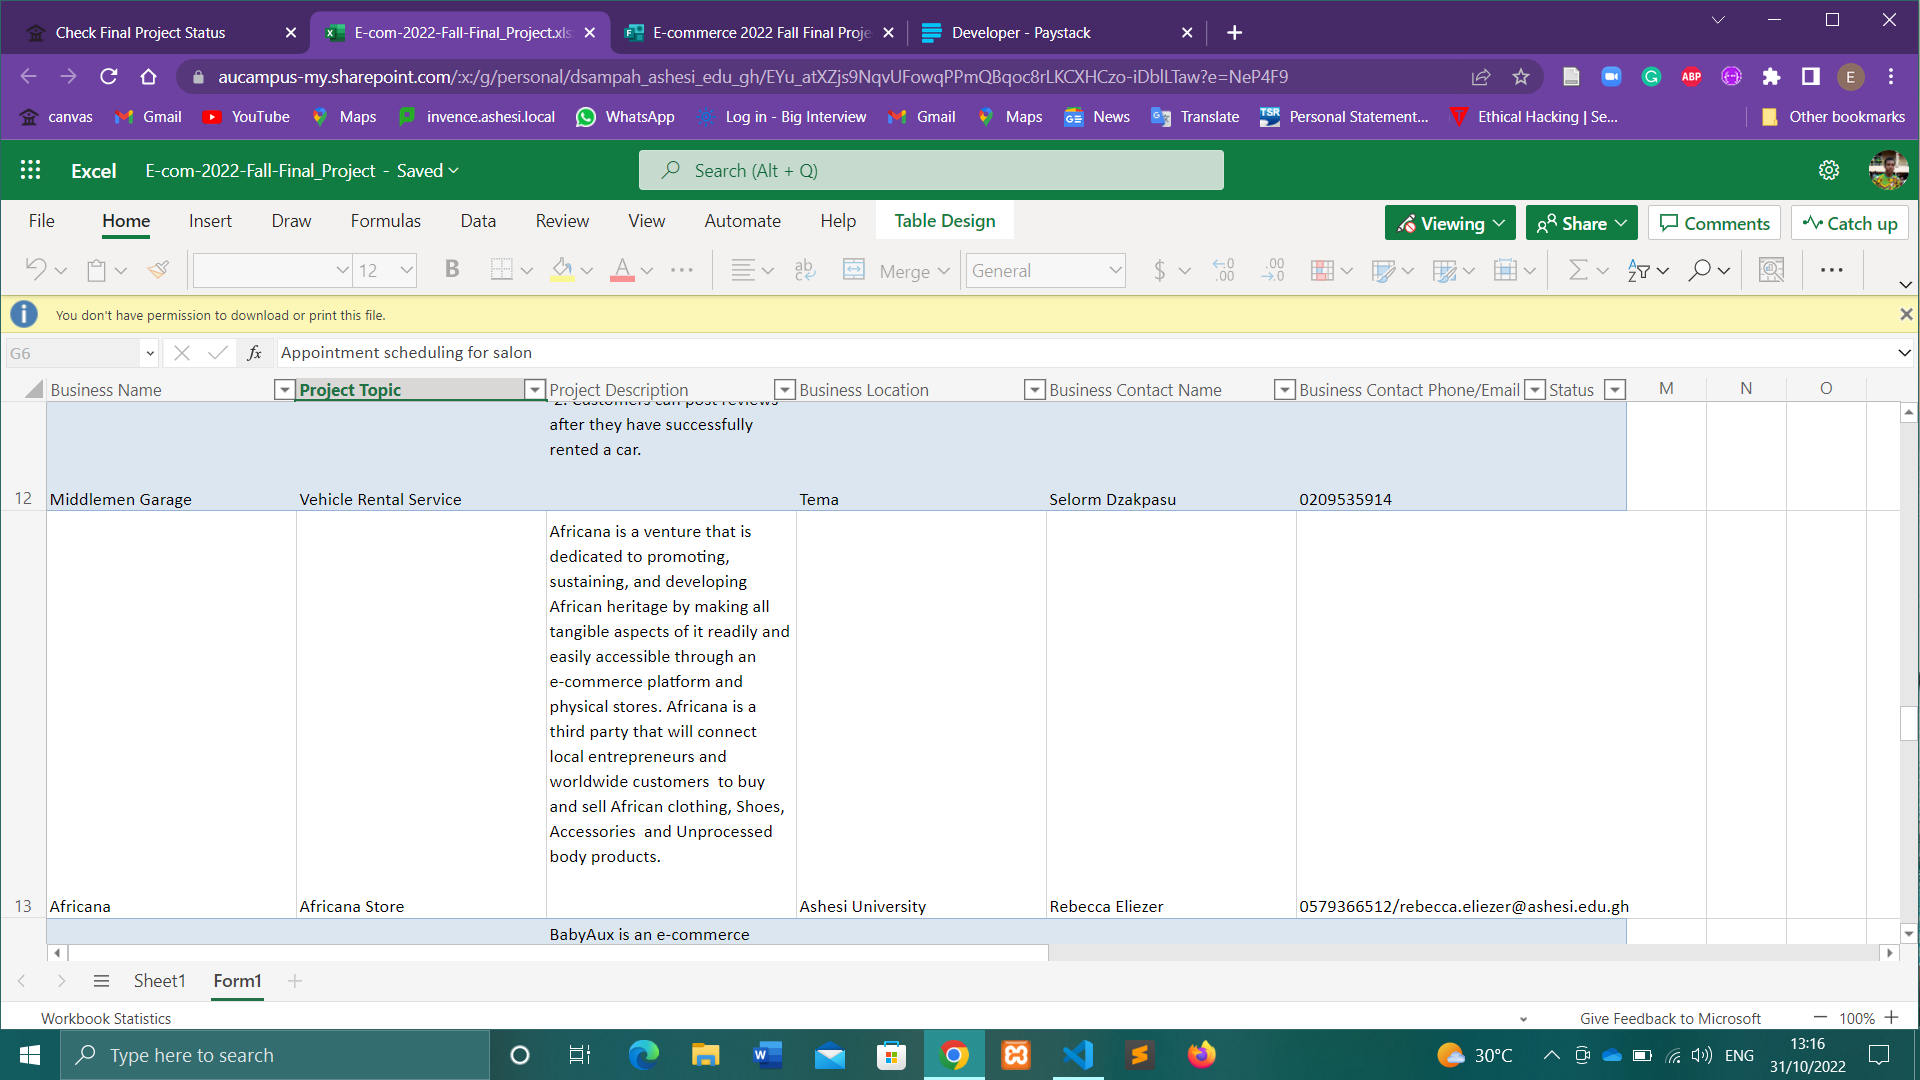 Check Final Project Status
E-com-2022-Fall-Final_Project.xls
E-commerce 2022 Fall Final Proje
Developer - Paystack
aucampus-my.sharepoint.com/:x:/g/personal/dsampah_ashesi_edu_gh/EYu_atXZjs9NqvUFowqPPmQBqoc8rLKCXHCzo-iDblLTaw?e=NeP4F9
ABP
E
canvas
Gmail
YouTube
Maps
invence.ashesi.local
WhatsApp
Log in - Big Interview
Gmail
Maps
News
Translate
TSR
Personal Statement...
Ethical Hacking | Se...
Other bookmarks
Excel
E-com-2022-Fall-Final_Project - Saved
Search (Alt + Q)
File
Home
Insert
Draw
Formulas
Data
Review
View
Automate
Help
Table Design
Viewing
Share
Comments
Catch up
12
B
A
ab
Merge
General
$
You don't have permission to download or print this file.
G6
fx
Appointment scheduling for salon
Business Name
Project Topic
Project Description
Business Location
Business Contact Name
Business Contact Phone/Email
Status
M
N
O
2. Customers can post reviews
after they have successfully
rented a car.
12
Middlemen Garage
Vehicle Rental Service
Tema
Selorm Dzakpasu
0209535914
Africana is a venture that is
dedicated to promoting,
sustaining, and developing
African heritage by making all
tangible aspects of it readily and
easily accessible through an
e-commerce platform and
physical stores. Africana is a
third party that will connect
local entrepreneurs and
worldwide customers  to buy
and sell African clothing, Shoes,
Accessories  and Unprocessed
body products.
13
Africana
Africana Store
Ashesi University
Rebecca Eliezer
0579366512/rebecca.eliezer@ashesi.edu.gh
BabyAux is an e-commerce
Sheet1
Form1
Workbook Statistics
Give Feedback to Microsoft
100%
Type here to search
30°C
ENG
13:16
31/10/2022